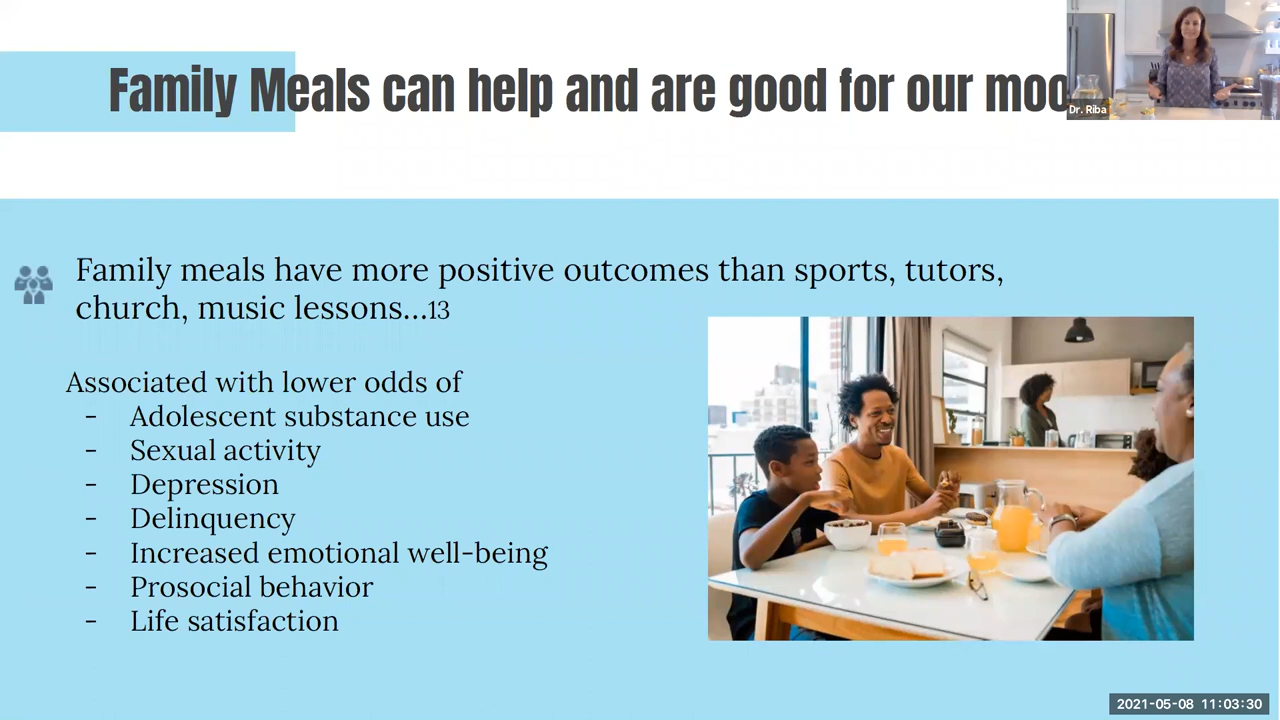 Family Meals can help and are good for our moo
Dr. Riba
Family meals have more positive outcomes than sports, tutors,
church, music lessons...13
Associated with lower odds of
- Adolescent substance use
- Sexual activity
- Depression
- Delinquency
- Increased emotional well-being
- Prosocial behavior
- Life satisfaction
2021-05-08 11:03:30